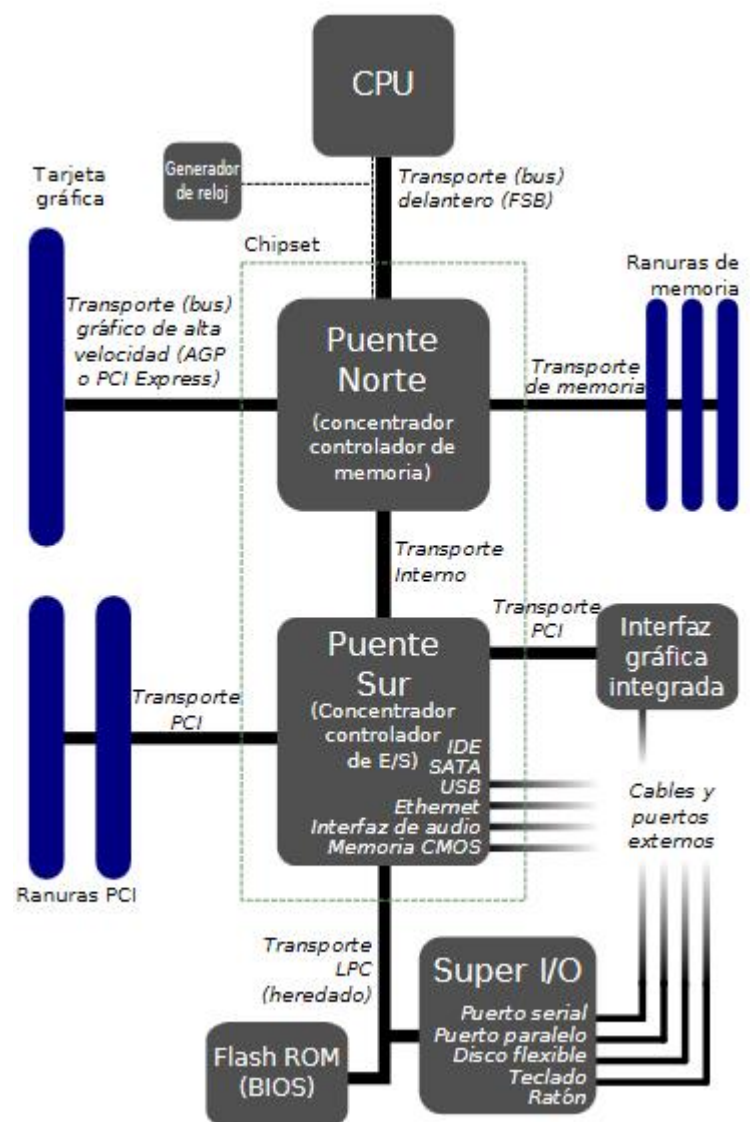 CPU
Generador
de reloj
Transporte (bus)
delantero (FSB)
Tarjeta
gráfica
Chipset
Ranuras de
memoria
Transporte (bus)
gráfico de alta
velocidad (AGP
o PCI Express)
Puente
Norte
(concentrador
controlador de
memoria)
Transporte
de memoria
Transporte
Interno
Transporte
PCI
Interfaz
gráfica
integrada
Puente
Sur
(Concentrador
controlador
de E/S)
IDE
SATA
USB
Ethernet
Interfaz de audio
Memoria CMOS
Transporte
PCI
Cables y
puertos
externos
Ranuras PCI
Transporte
LPC
(heredado)
Super I/O
Puerto serial
Puerto paralelo
Disco flexible
Teclado
Ratón
Flash ROM
(BIOS)